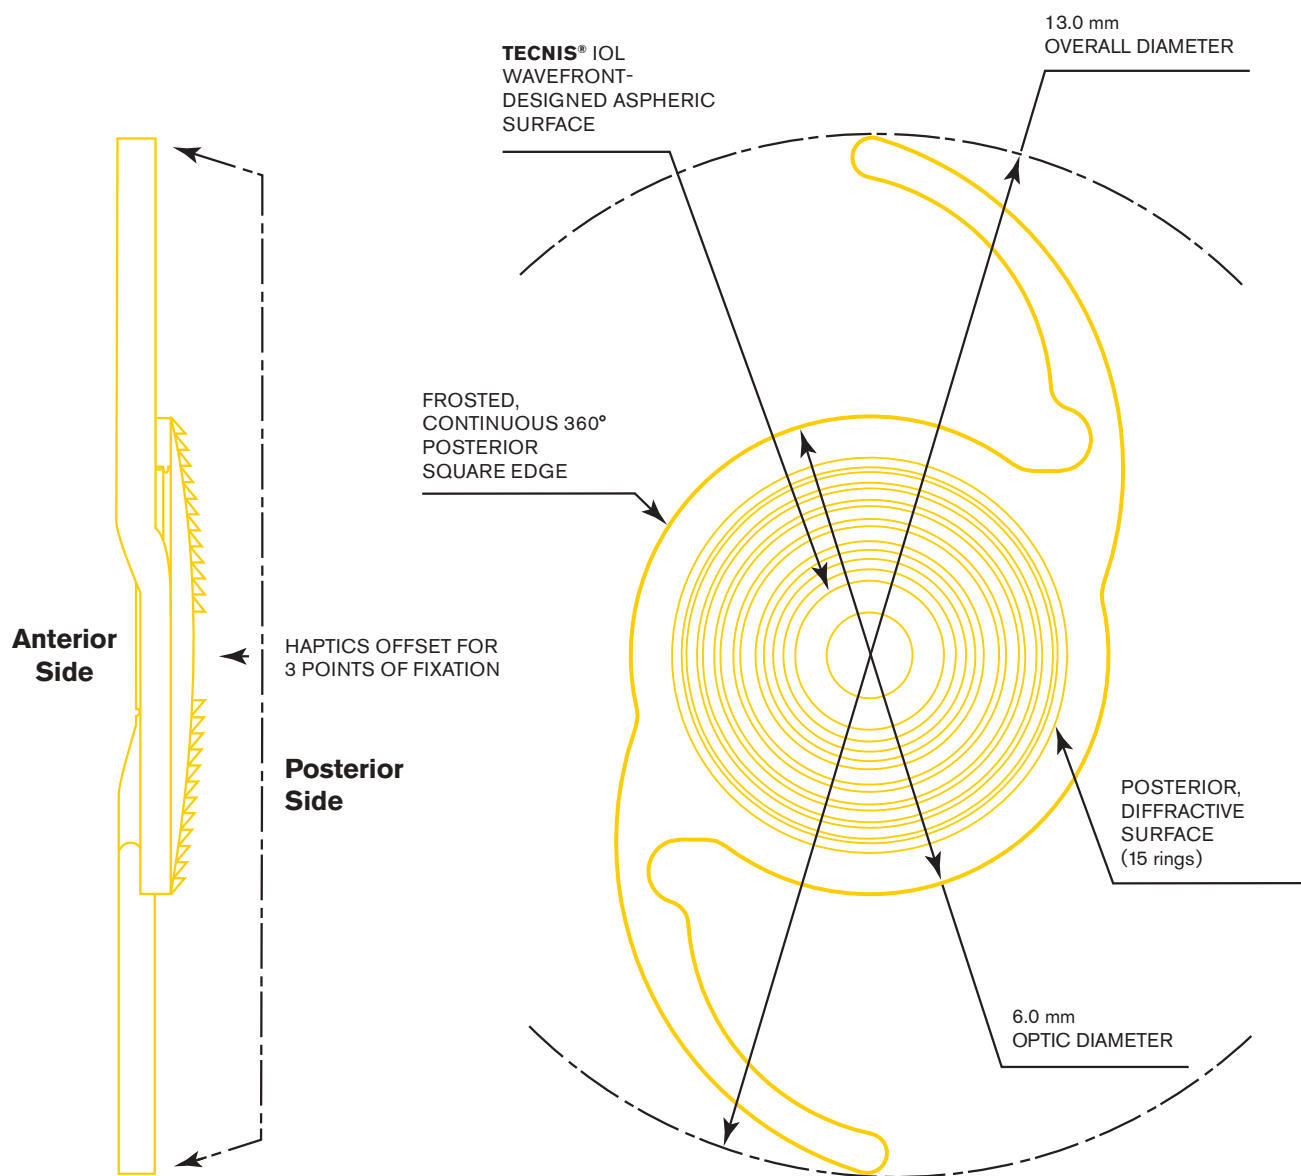 13.0 mm
OVERALL DIAMETER
TECNIS® IOL
WAVEFRONT-
DESIGNED ASPHERIC
SURFACE
FROSTED,
CONTINUOUS 360°
POSTERIOR
SQUARE EDGE
Anterior
Side
HAPTICS OFFSET FOR
3 POINTS OF FIXATION
Posterior
Side
POSTERIOR,
DIFFRACTIVE
SURFACE
(15 rings)
6.0 mm
OPTIC DIAMETER